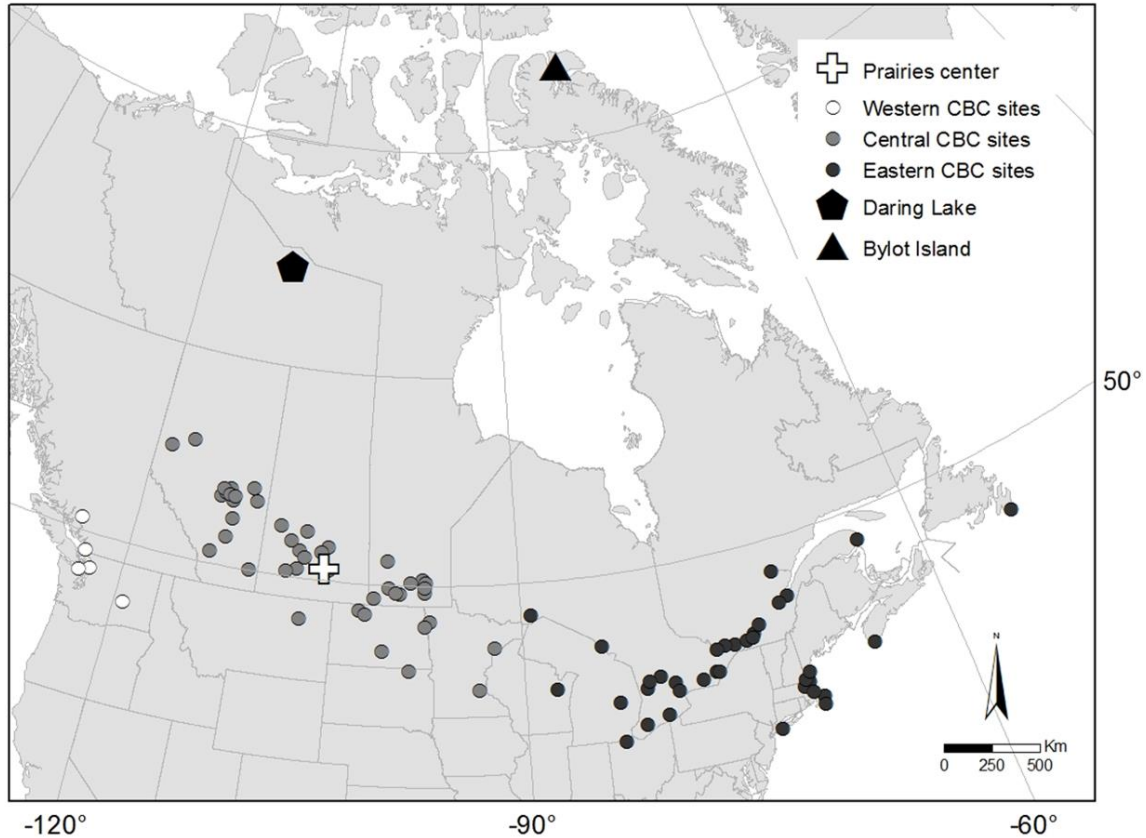 Prairies center
Western CBC sites
Central CBC sites
Eastern CBC sites
Daring Lake
Bylot Island
50°
N
Km
0 250 500
-120° -90° -60°